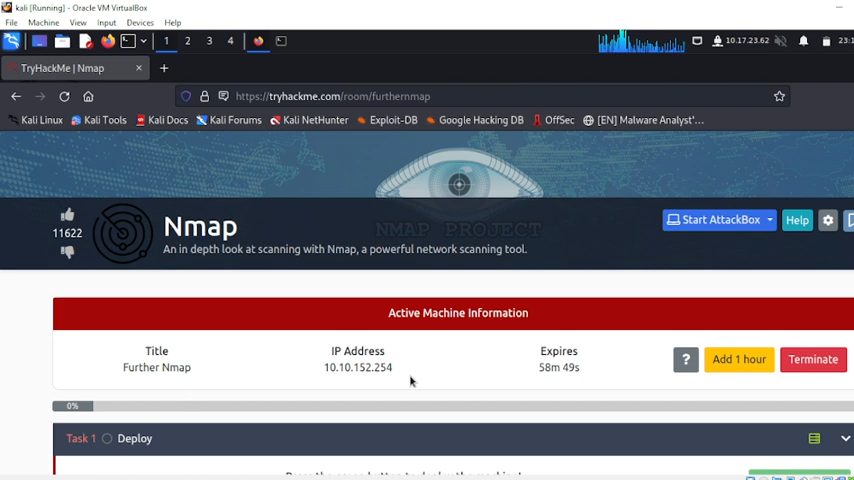 kali [Running] - Oracle VM VirtualBox
File Machine View Input Devices Help
1 2 3 4 10.17.23.62
TryHackMe | Nmap
https://tryhackme.com/room/furthernmap
Kali Linux Kali Tools Kali Docs Kali Forums Kali NetHunter Exploit-DB Google Hacking DB OffSec [EN] Malware Analyst'...
11622
Nmap
NMAP PROJECT
An in depth look at scanning with Nmap, a powerful network scanning tool.
Start AttackBox Help
Active Machine Information
Title IP Address Expires
Further Nmap 10.10.152.254 58m 49s
? Add 1 hour Terminate
0%
Task 1 Deploy